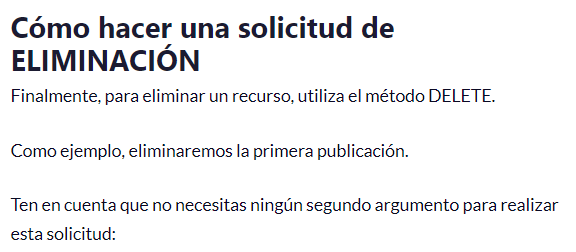 Cómo hacer una solicitud de
ELIMINACIÓN
Finalmente, para eliminar un recurso, utiliza el método DELETE.
Como ejemplo, eliminaremos la primera publicación.
Ten en cuenta que no necesitas ningún segundo argumento para realizar
esta solicitud: